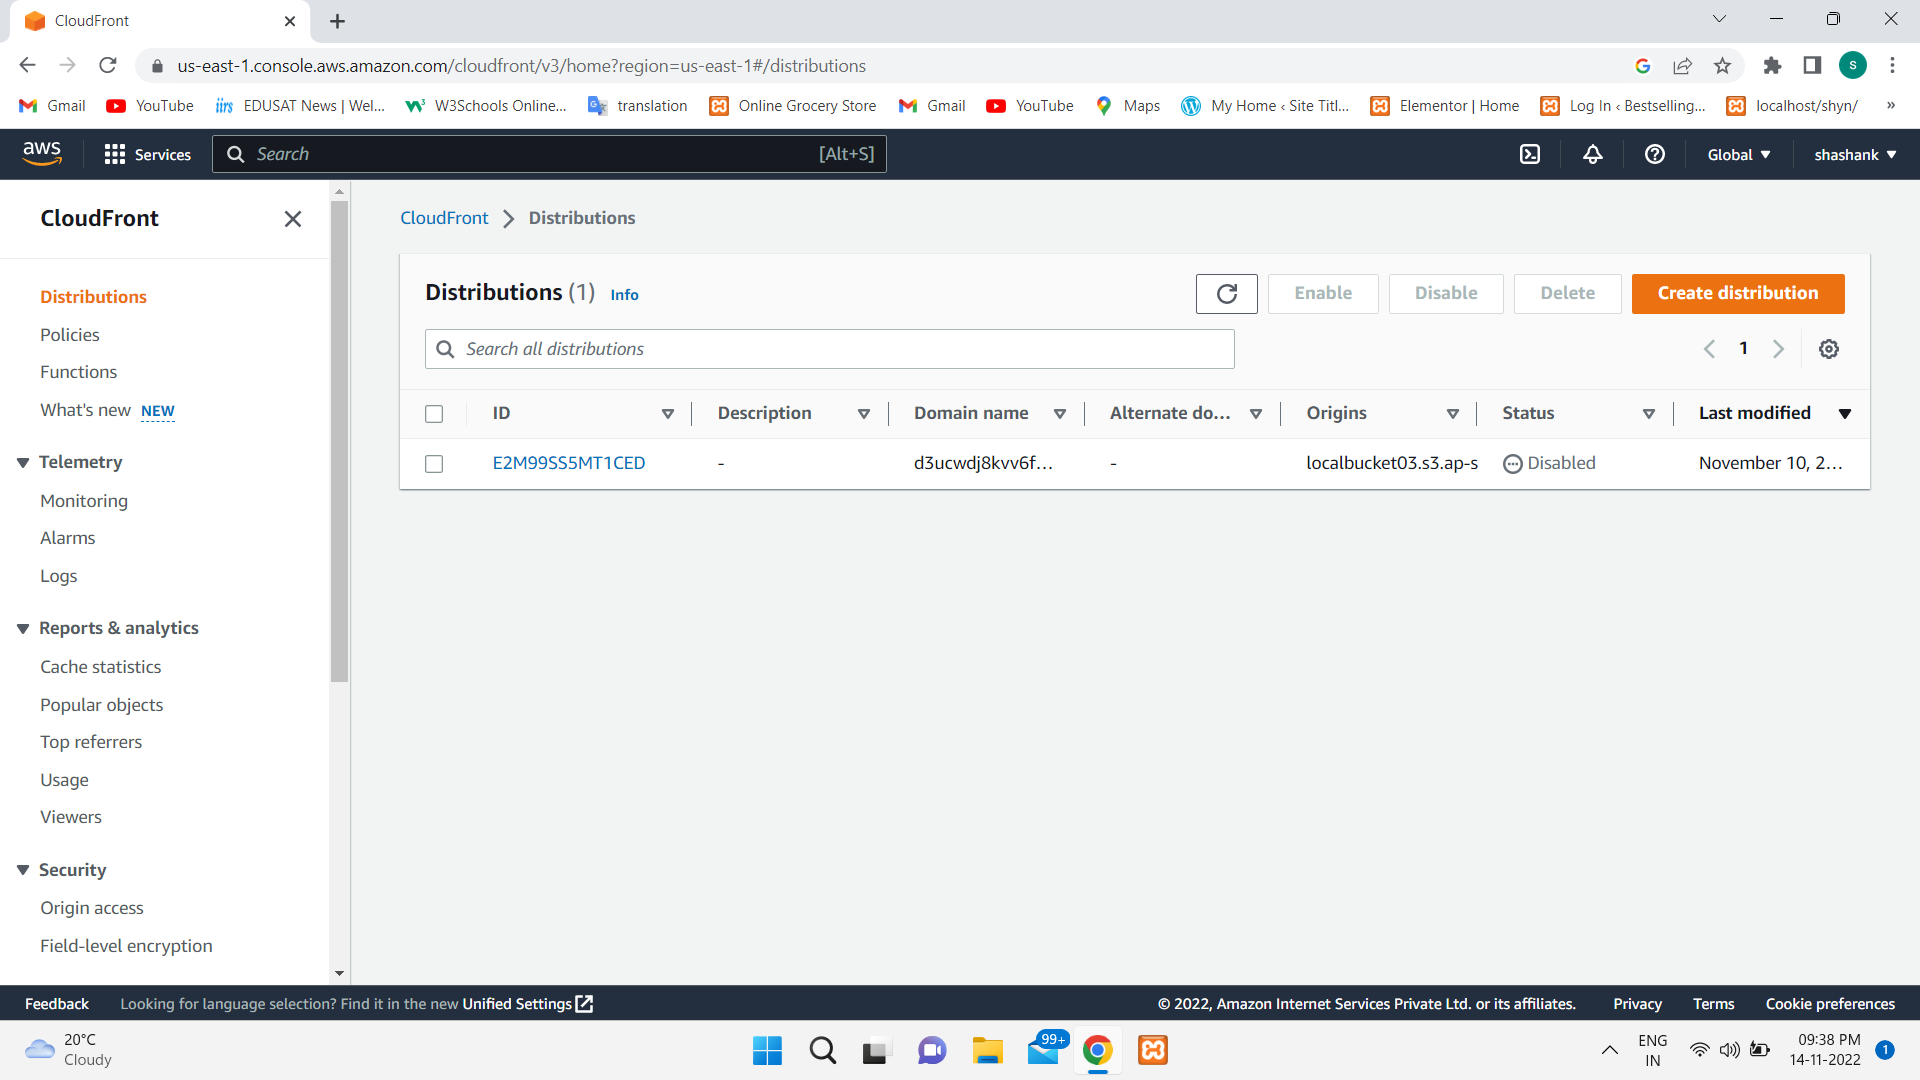 CloudFront
us-east-1.console.aws.amazon.com/cloudfront/v3/home?region=us-east-1#/distributions
Gmail YouTube EDUSAT News | Wel... W3Schools Online... translation Online Grocery Store Gmail YouTube Maps My Home ‹ Site Titl... Elementor | Home Log In ‹ Bestselling... localhost/shyn/ »
aws Services Search [Alt+S] Global shashank
CloudFront
Distributions
Policies
Functions
What's new NEW
Telemetry
Monitoring
Alarms
Logs
Reports & analytics
Cache statistics
Popular objects
Top referrers
Usage
Viewers
Security
Origin access
Field-level encryption
CloudFront Distributions
Distributions (1) Info Enable Disable Delete Create distribution
Search all distributions 1
ID Description Domain name Alternate do... Origins Status Last modified
E2M99SS5MT1CED - d3ucwdj8kvv6f... - localbucket03.s3.ap-s Disabled November 10, 2...
Feedback Looking for language selection? Find it in the new Unified Settings © 2022, Amazon Internet Services Private Ltd. or its affiliates. Privacy Terms Cookie preferences
20°C
Cloudy
99+
ENG
IN
09:38 PM
14-11-2022
1